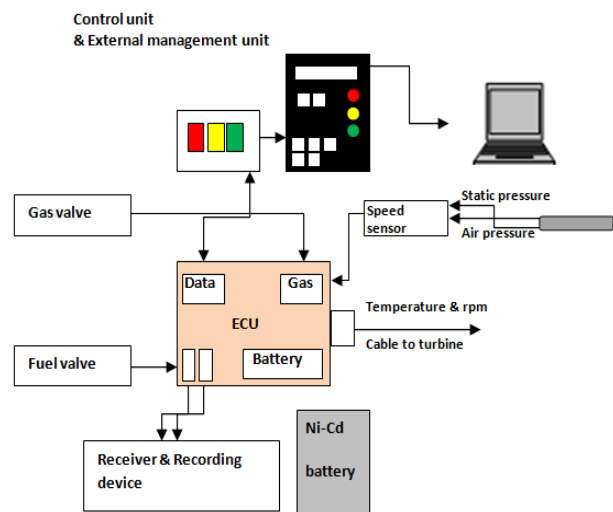 Control unit
& External management unit
Gas valve
Speed
sensor
Static pressure
Air pressure
Data
Gas
ECU
Battery
Temperature & rpm
Cable to turbine
Fuel valve
Receiver & Recording
device
Ni-Cd
battery